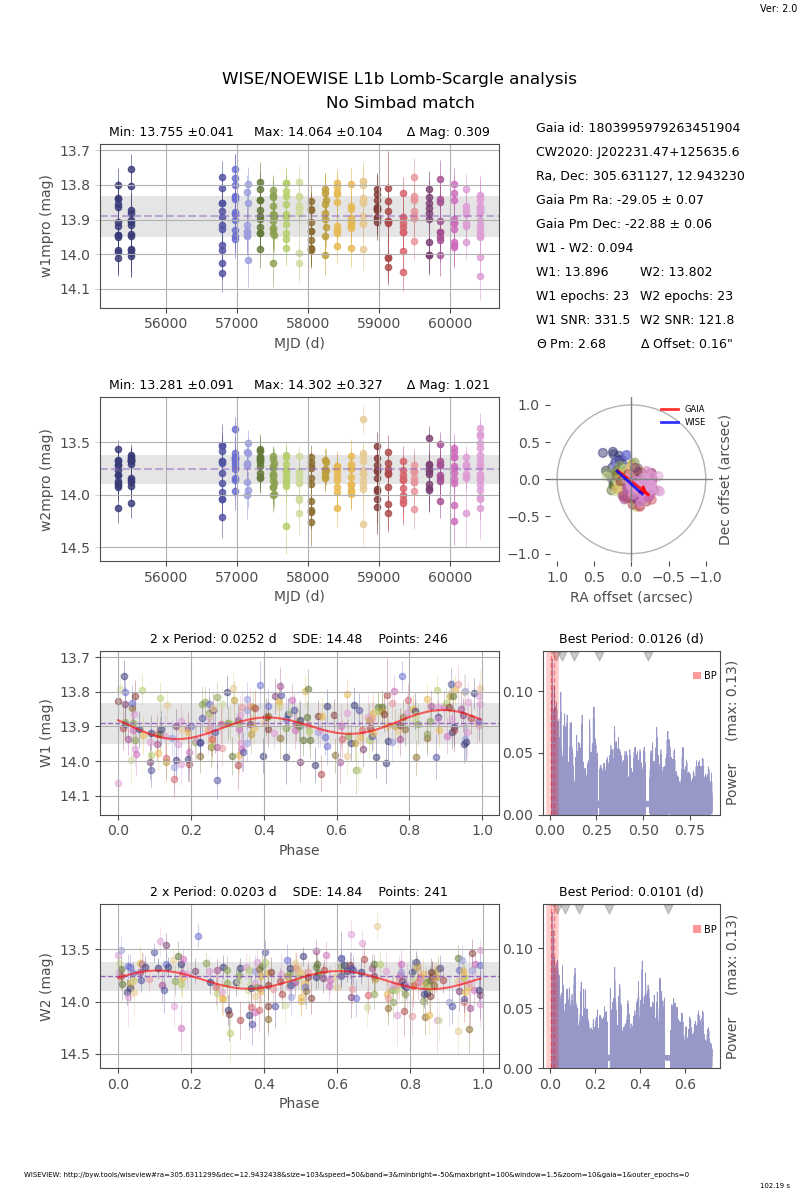 Ver: 2.0
WISE/NOEWISE L1b Lomb-Scargle analysis
No Simbad match
Min: 13.755 ±0.041 Max: 14.064 ±0.104 Δ Mag: 0.309
13.7
13.8
13.9
14.0
14.1
w1mpro (mag)
56000 57000 58000 59000 60000
MJD (d)
Gaia id: 1803995979263451904
CW2020: J202231.47+125635.6
Ra, Dec: 305.631127, 12.943230
Gaia Pm Ra: -29.05 ± 0.07
Gaia Pm Dec: -22.88 ± 0.06
W1 - W2: 0.094
W1: 13.896 W2: 13.802
W1 epochs: 23 W2 epochs: 23
W1 SNR: 331.5 W2 SNR: 121.8
Θ Pm: 2.68 Δ Offset: 0.16"
Min: 13.281 ±0.091 Max: 14.302 ±0.327 Δ Mag: 1.021
13.5
14.0
14.5
w2mpro (mag)
56000 57000 58000 59000 60000
MJD (d)
GAIA
WISE
1.0
0.5
0.0
−0.5
−1.0
Dec offset (arcsec)
1.0 0.5 0.0 −0.5 −1.0
RA offset (arcsec)
2 x Period: 0.0252 d SDE: 14.48 Points: 246
13.7
13.8
13.9
14.0
14.1
W1 (mag)
0.0 0.2 0.4 0.6 0.8 1.0
Phase
Best Period: 0.0126 (d)
BP
0.10
0.05
0.00
Power (max: 0.13)
0.00 0.25 0.50 0.75
2 x Period: 0.0203 d SDE: 14.84 Points: 241
13.5
14.0
14.5
W2 (mag)
0.0 0.2 0.4 0.6 0.8 1.0
Phase
Best Period: 0.0101 (d)
BP
0.10
0.05
0.00
Power (max: 0.13)
0.0 0.2 0.4 0.6
WISEVIEW: http://byw.tools/wiseview#ra=305.6311299&dec=12.9432438&size=103&speed=50&band=3&minbright=-50&maxbright=100&window=1.5&zoom=10&gaia=1&outer_epochs=0
102.19 s